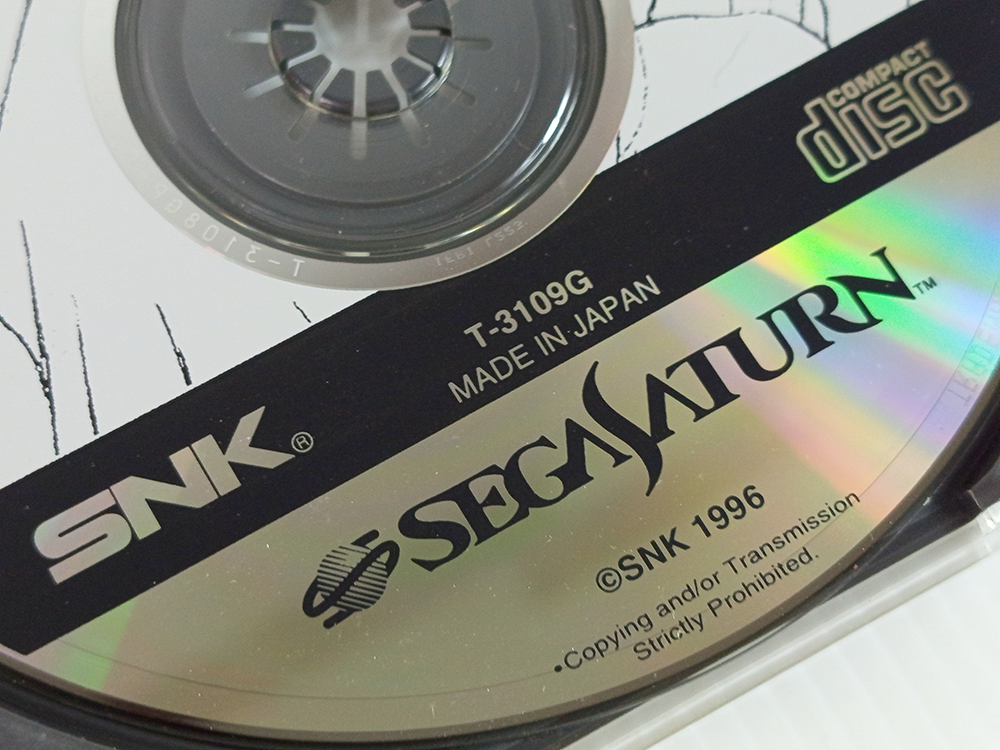 COMPACT
disc
T-3109G
MADE IN JAPAN
SNK®
SEGA SATURN™
©SNK 1996
•Copying and/or Transmission
Strictly Prohibited.